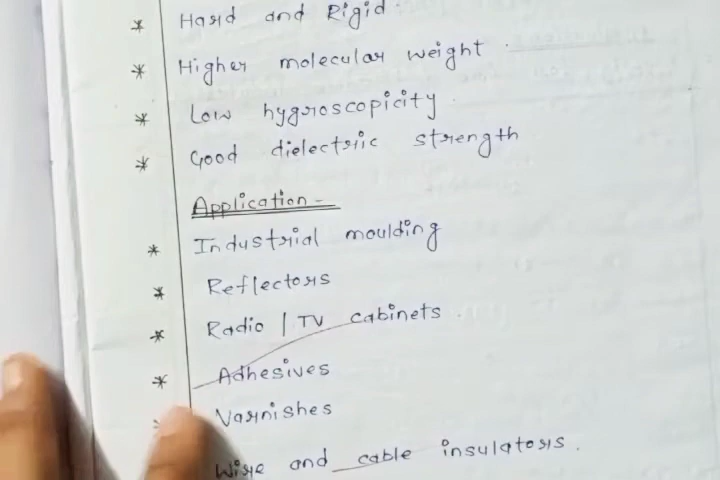 * Hard and Rigid.
* Higher molecular weight.
* Low hygroscopicity.
* Good dielectric strength
Application -
* Industrial moulding
* Reflectors
* Radio / TV cabinets.
* Adhesives
* Varnishes
Wire and cable insulators.